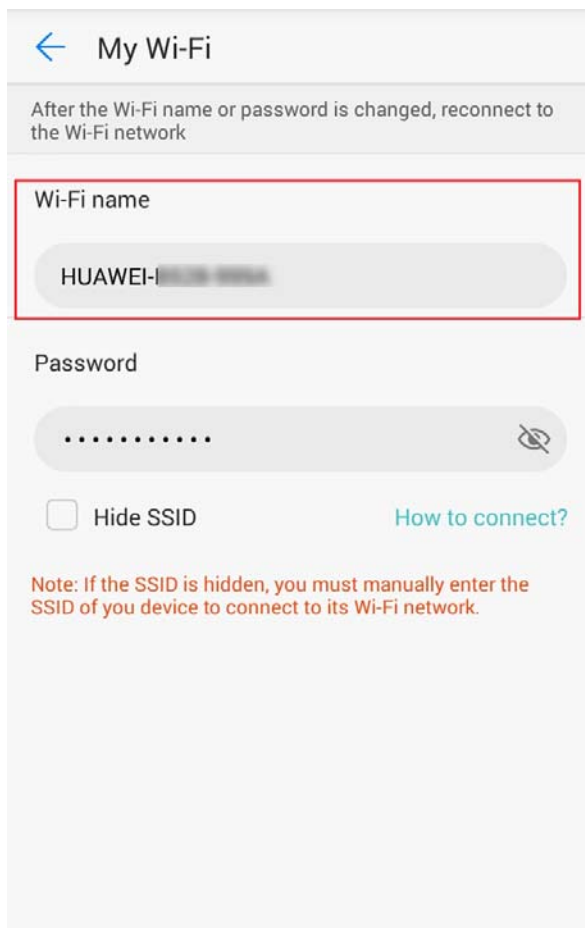 My Wi-Fi
After the Wi-Fi name or password is changed, reconnect to
the Wi-Fi network
Wi-Fi name
HUAWEI-
Password
•••••••••••
Hide SSID
How to connect?
Note: If the SSID is hidden, you must manually enter the
SSID of you device to connect to its Wi-Fi network.